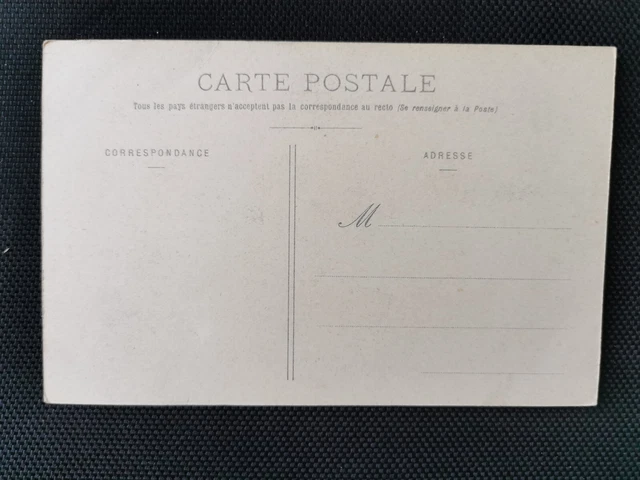 CARTE POSTALE
Tous les pays étrangers n'acceptent pas la correspondance au recto (Se renseigner à la Poste)
CORRESPONDANCE
ADRESSE
M